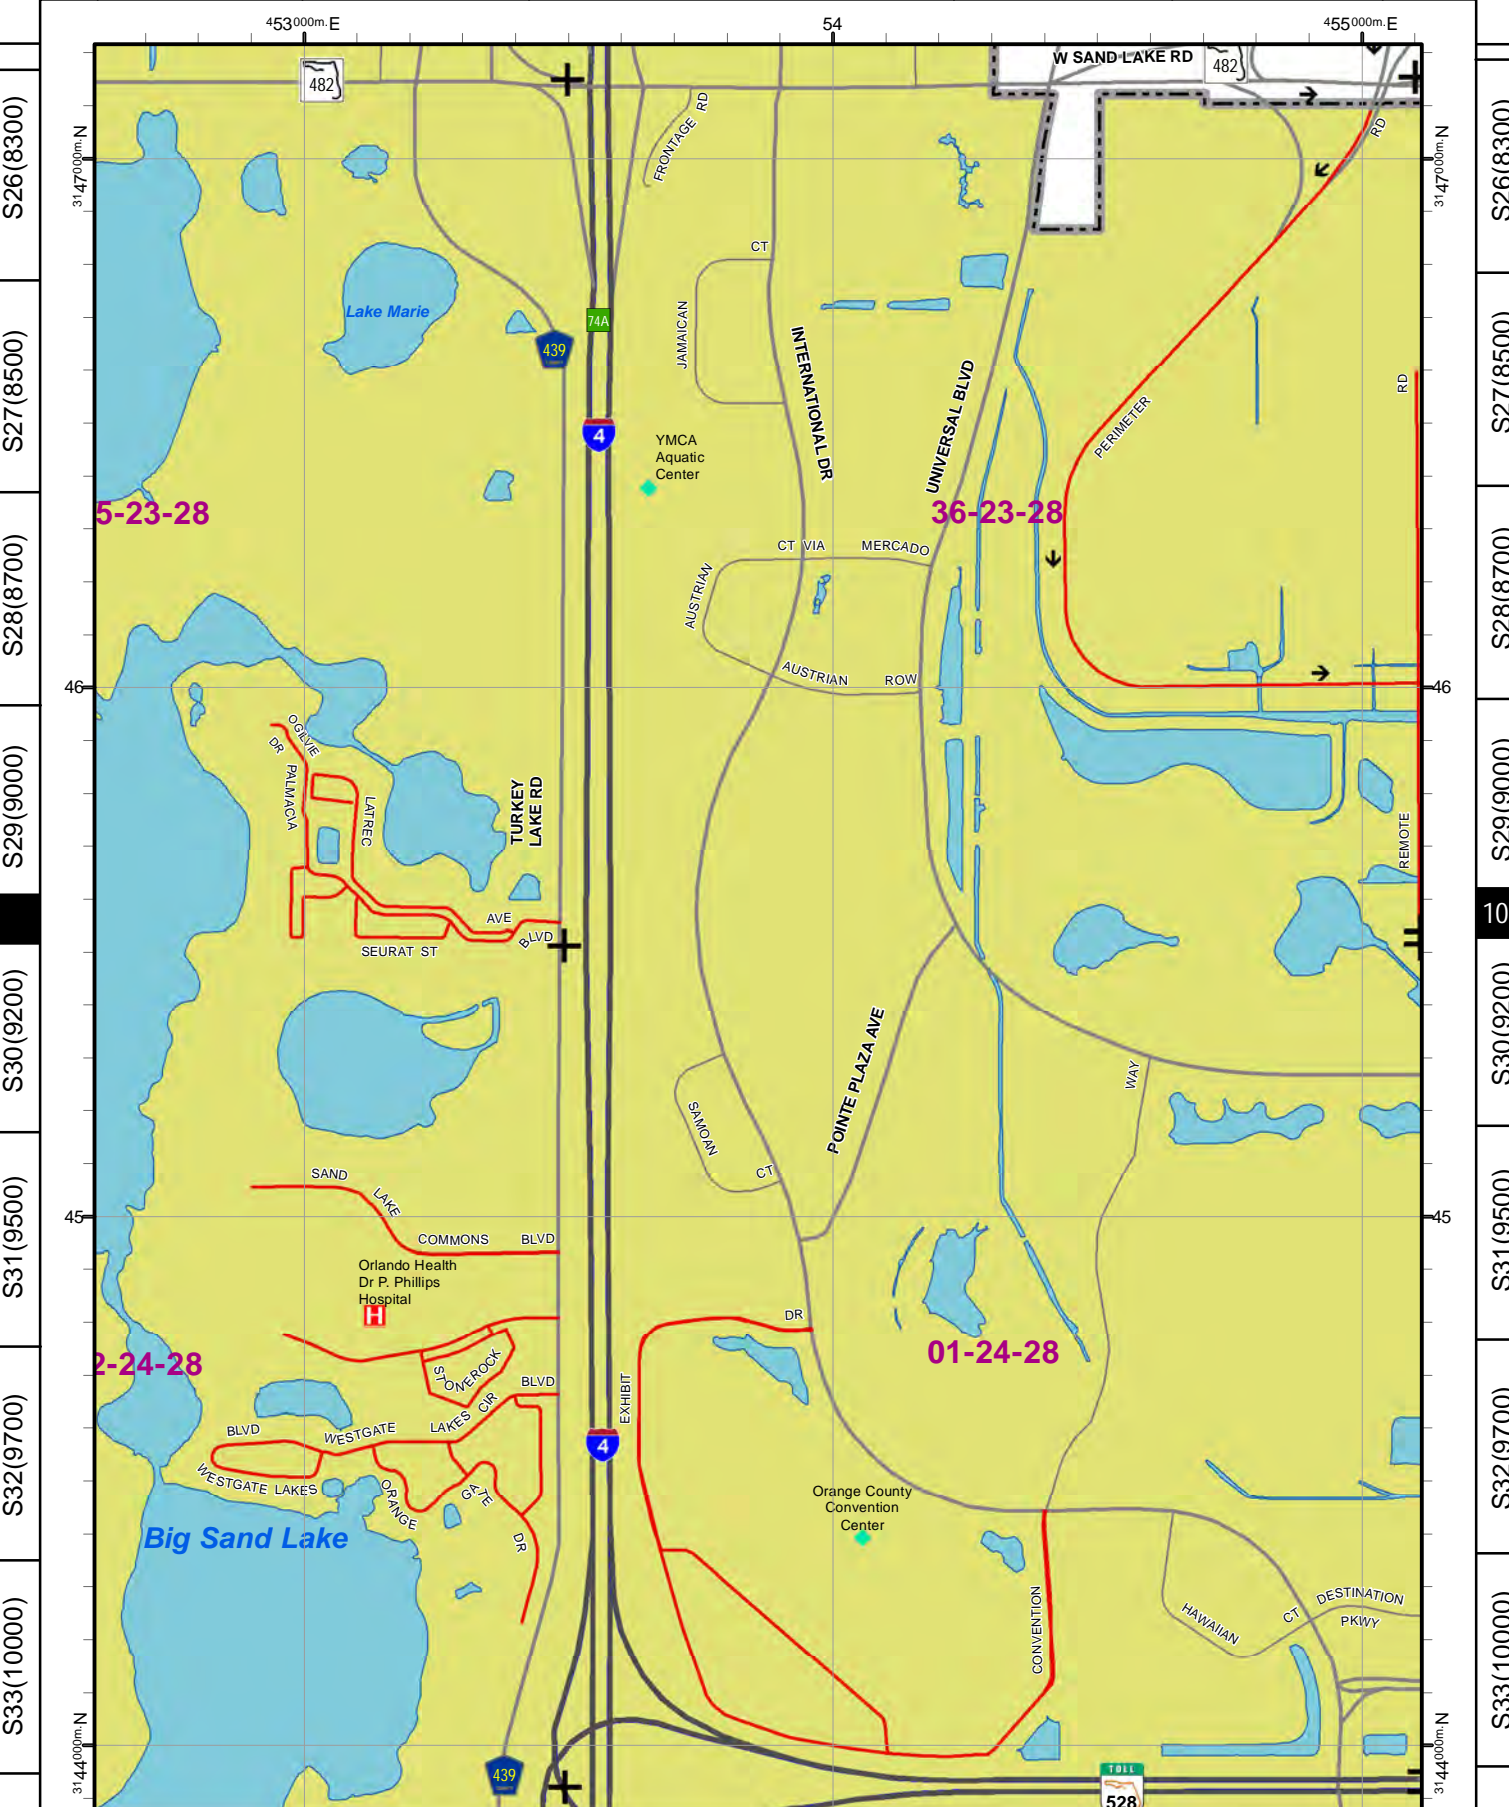 453000m.E 54 455000m.E
W SAND LAKE RD
482 482
3147000m.N
3147000m.N
S26(8300)
S26(8300)
FRONTAGE RD
RD
CT
JAMAICAN
Lake Marie
74A
439
INTERNATIONAL DR
UNIVERSAL BLVD
PERIMETER
RD
S27(8500)
S27(8500)
4
YMCA
Aquatic
Center
5-23-28
36-23-28
CT VIA MERCADO
AUSTRIAN
S28(8700)
S28(8700)
AUSTRIAN ROW
46
46
OGILVIE
DR
PALMACIA
LATREC
TURKEY
LAKE RD
REMOTE
S29(9000)
S29(9000)
AVE
BLVD
SEURAT ST
10
S30(9200)
S30(9200)
POINTE PLAZA AVE
WAY
SAMOAN
CT
SAND
LAKE
COMMONS BLVD
45
45
S31(9500)
S31(9500)
Orlando Health
Dr P. Phillips
Hospital
H
DR
2-24-28
01-24-28
STONEROCK
BLVD
EXHIBIT
S32(9700)
S32(9700)
BLVD
WESTGATE
LAKES CIR
WESTGATE LAKES
ORANGE
GATE
DR
4
Big Sand Lake
Orange County
Convention
Center
CONVENTION
HAWAIIAN
CT
DESTINATION
PKWY
S33(10000)
S33(10000)
3144000m.N
3144000m.N
439
TOLL
528